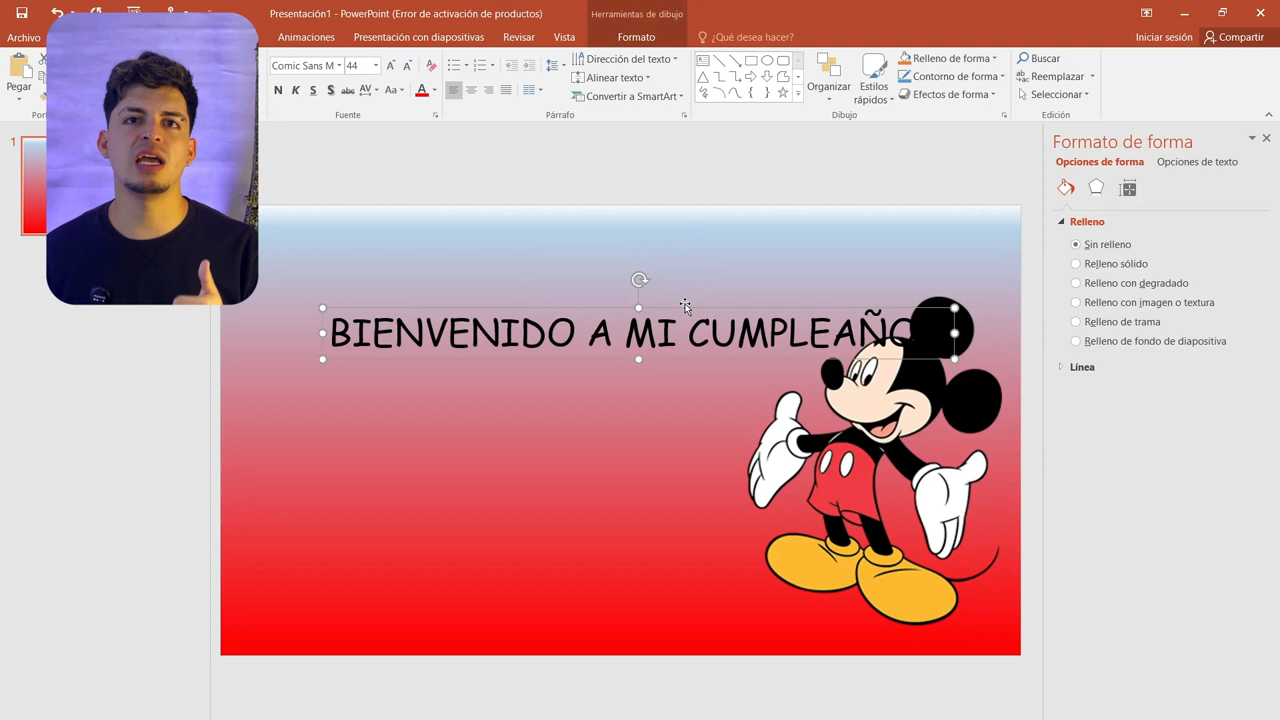 Presentación1 - PowerPoint (Error de activación de productos)
Herramientas de dibujo
Archivo
Animaciones
Presentación con diapositivas
Revisar
Vista
Formato
¿Qué desea hacer?
Iniciar sesión
Compartir
Pegar
Comic Sans M
44
N K S S abc AV Aa A
Fuente
Dirección del texto
Alinear texto
Convertir a SmartArt
Párrafo
Organizar
Estilos
rápidos
Relleno de forma
Contorno de forma
Efectos de forma
Dibujo
Buscar
Reemplazar
Seleccionar
Edición
1
BIENVENIDO A MI CUMPLEAÑO
Formato de forma
Opciones de forma
Opciones de texto
Relleno
Sin relleno
Relleno sólido
Relleno con degradado
Relleno con imagen o textura
Relleno de trama
Relleno de fondo de diapositiva
Línea